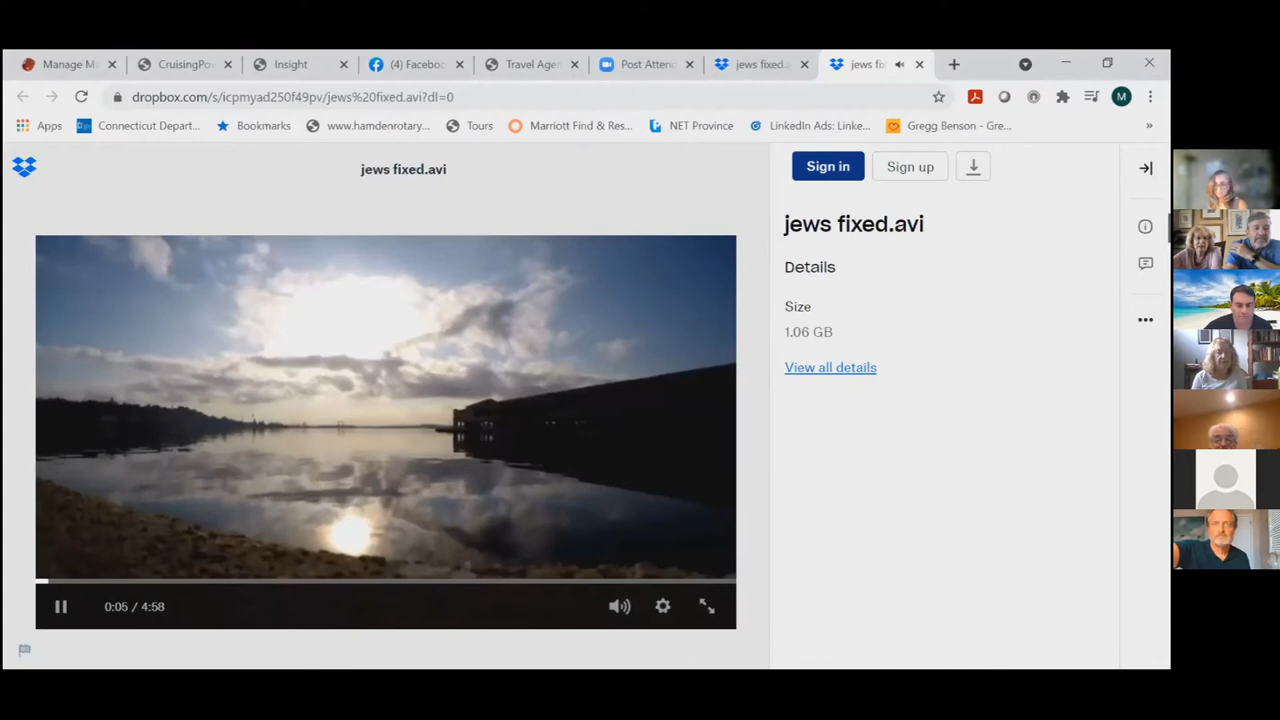 Manage M
CruisingPo
Insight
(4) Faceboo
Travel Agen
Post Attend
jews fixed.
jews fi
dropbox.com/s/icpmyad250f49pv/jews%20fixed.avi?dl=0
M
Apps
Connecticut Depart...
Bookmarks
www.hamdenrotary...
Tours
Marriott Find & Res...
NET Province
LinkedIn Ads: Linke...
Gregg Benson - Gre...
»
jews fixed.avi
Sign in
Sign up
jews fixed.avi
Details
Size
1.06 GB
View all details
0:05 / 4:58